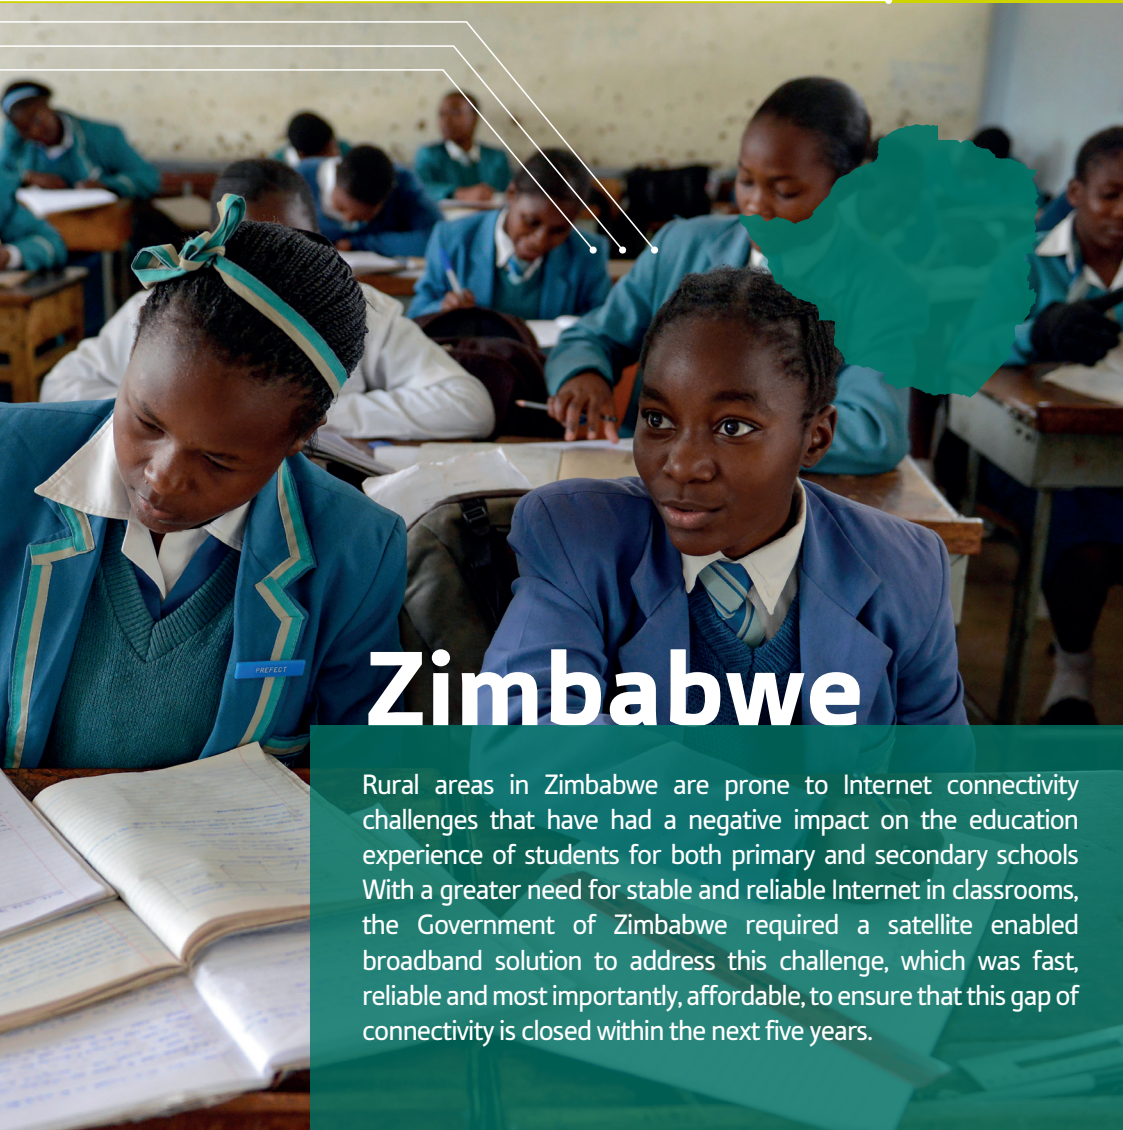 PREFECT
Zimbabwe
Rural areas in Zimbabwe are prone to Internet connectivity
challenges that have had a negative impact on the education
experience of students for both primary and secondary schools
With a greater need for stable and reliable Internet in classrooms,
the Government of Zimbabwe required a satellite enabled
broadband solution to address this challenge, which was fast,
reliable and most importantly, affordable, to ensure that this gap of
connectivity is closed within the next five years.